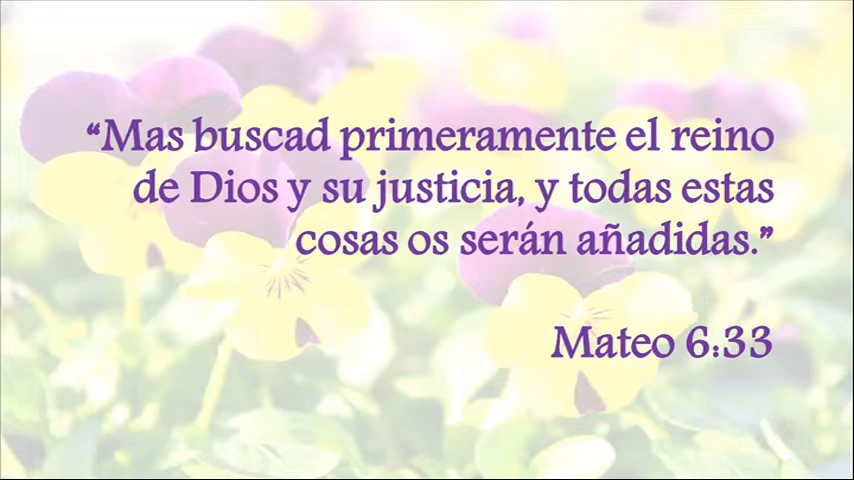 “Mas buscad primeramente el reino
de Dios y su justicia, y todas estas
cosas os serán añadidas.”
Mateo 6:33